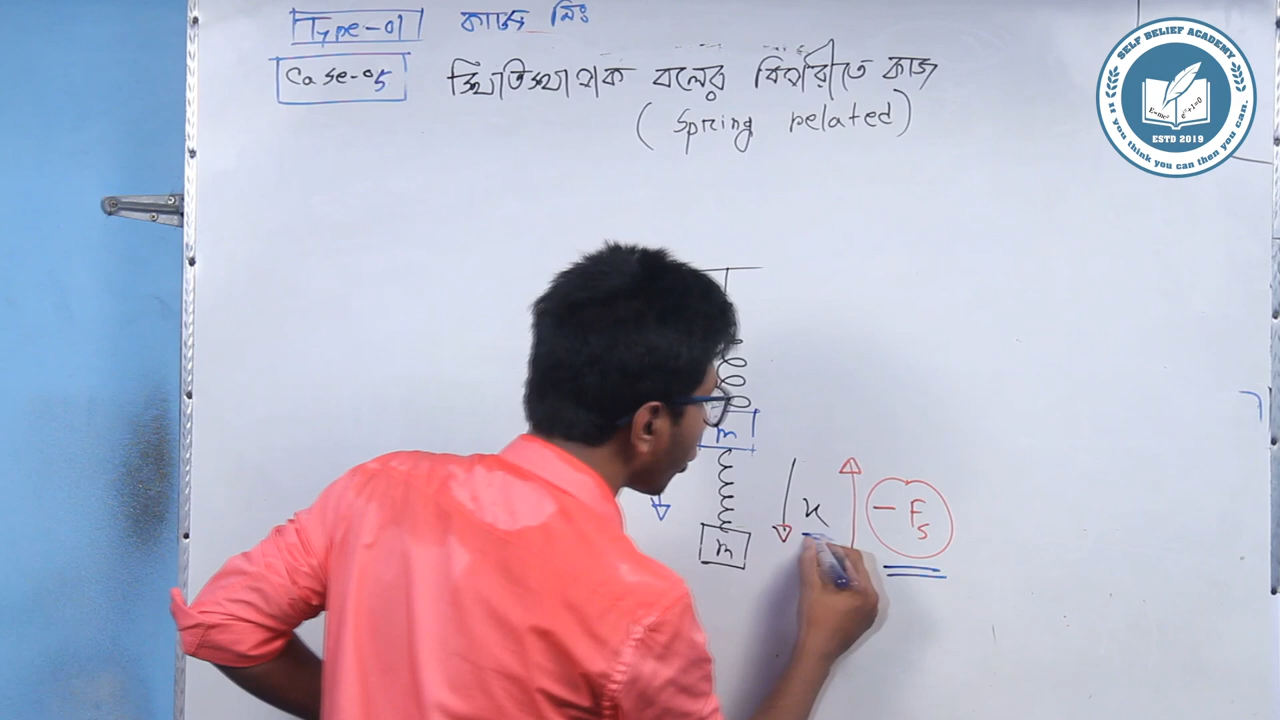 Type-01 কাজ নিঃ
Case-05 স্থিতিস্থাপক বলের বিপরীতে কাজ
(Spring related)
m
m
x
- Fs
SELF BELIEF ACADEMY
E=mc²
ESTD 2019
If you think you can then you can.